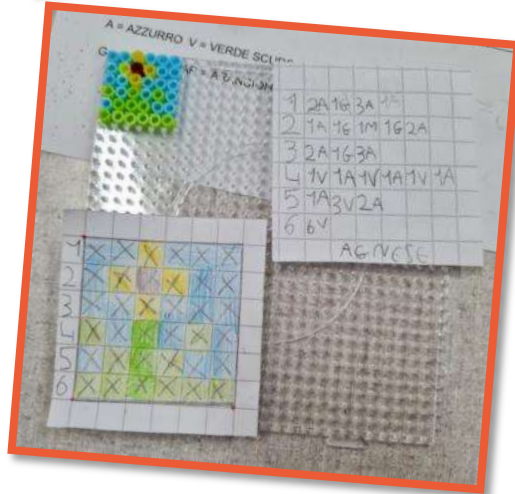 A = AZZURRO V = VERDE SCURO
G
1 2A 1G 3A
2 1A 1G 1M 1G 2A
3 2A 1G 3A
4 1V 1A 1V 1A 1V 1A
5 1A 3V 2A
6 6V
AGNESE
1
2
3
4
5
6